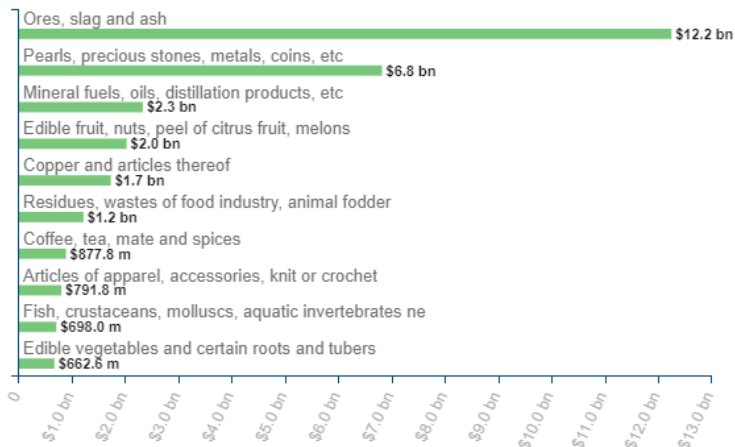 Ores, slag and ash
$12.2 bn
Pearls, precious stones, metals, coins, etc
$6.8 bn
Mineral fuels, oils, distillation products, etc
$2.3 bn
Edible fruit, nuts, peel of citrus fruit, melons
$2.0 bn
Copper and articles thereof
$1.7 bn
Residues, wastes of food industry, animal fodder
$1.2 bn
Coffee, tea, mate and spices
$877.8 m
Articles of apparel, accessories, knit or crochet
$791.8 m
Fish, crustaceans, molluscs, aquatic invertebrates ne
$698.0 m
Edible vegetables and certain roots and tubers
$662.6 m
0
$1.0 bn
$2.0 bn
$3.0 bn
$4.0 bn
$5.0 bn
$6.0 bn
$7.0 bn
$8.0 bn
$9.0 bn
$10.0 bn
$11.0 bn
$12.0 bn
$13.0 bn